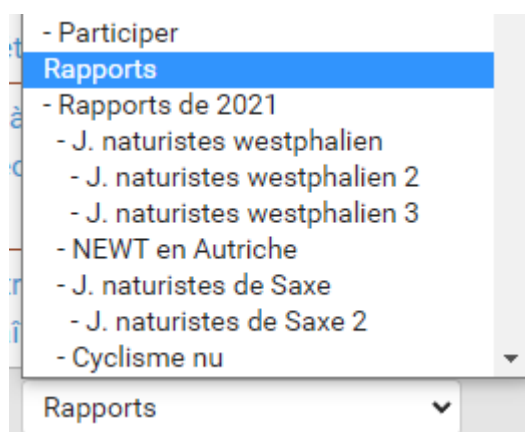 - Participer
Rapports
- Rapports de 2021
- J. naturistes westphalien
- J. naturistes westphalien 2
- J. naturistes westphalien 3
- NEWT en Autriche
- J. naturistes de Saxe
- J. naturistes de Saxe 2
- Cyclisme nu
Rapports